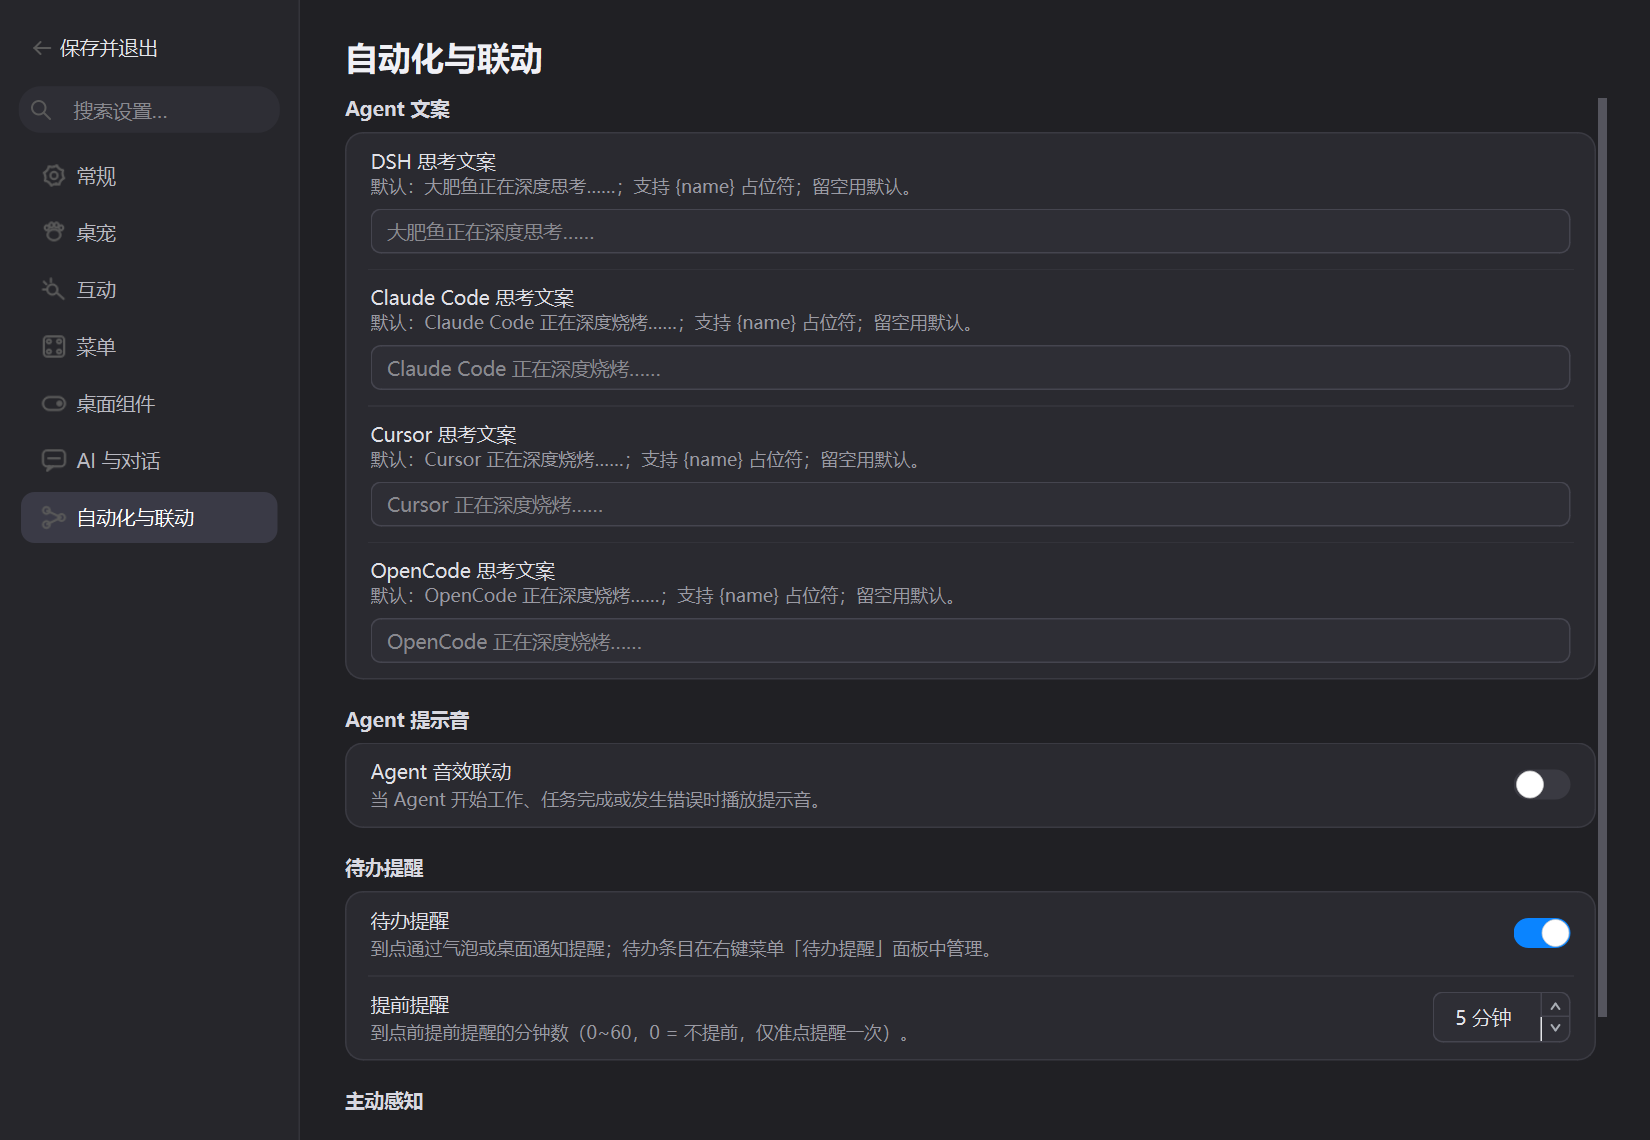 保存并退出
搜索设置...
常规
桌宠
互动
菜单
桌面组件
AI 与对话
自动化与联动
自动化与联动
Agent 文案
DSH 思考文案
默认：大肥鱼正在深度思考......；支持 {name} 占位符；留空用默认。
大肥鱼正在深度思考......
Claude Code 思考文案
默认：Claude Code 正在深度烧烤......；支持 {name} 占位符；留空用默认。
Claude Code 正在深度烧烤......
Cursor 思考文案
默认：Cursor 正在深度烧烤......；支持 {name} 占位符；留空用默认。
Cursor 正在深度烧烤......
OpenCode 思考文案
默认：OpenCode 正在深度烧烤......；支持 {name} 占位符；留空用默认。
OpenCode 正在深度烧烤......
Agent 提示音
Agent 音效联动
当 Agent 开始工作、任务完成或发生错误时播放提示音。
待办提醒
待办提醒
到点通过气泡或桌面通知提醒；待办条目在右键菜单「待办提醒」面板中管理。
提前提醒
到点前提前提醒的分钟数（0~60，0 = 不提前，仅准点提醒一次）。
5 分钟
主动感知